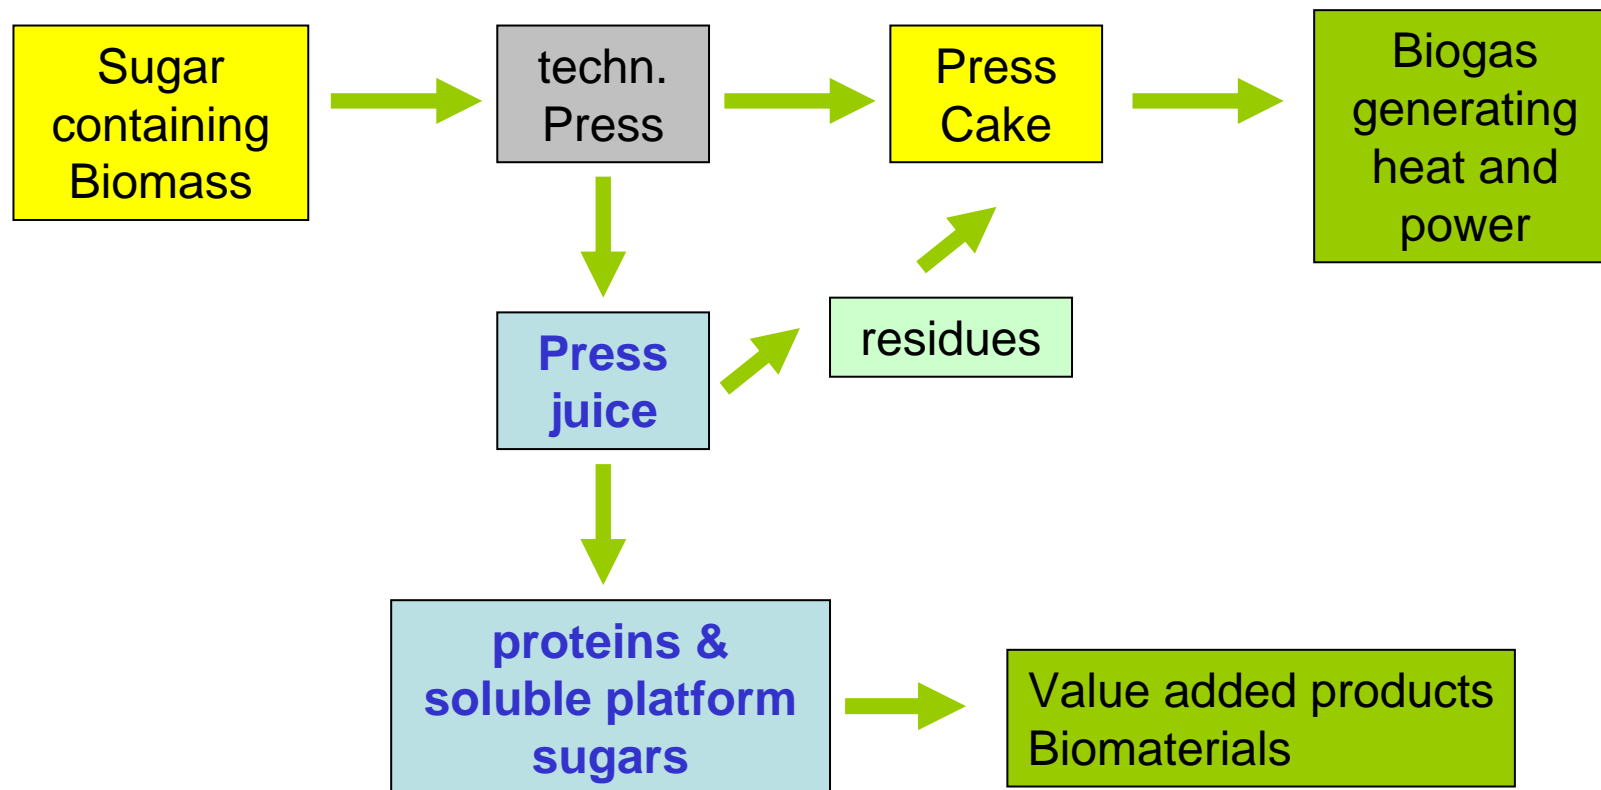 Sugar
containing
Biomass
techn.
Press
Press
Cake
Biogas
generating
heat and
power
Press
juice
residues
proteins &
soluble platform
sugars
Value added products
Biomaterials